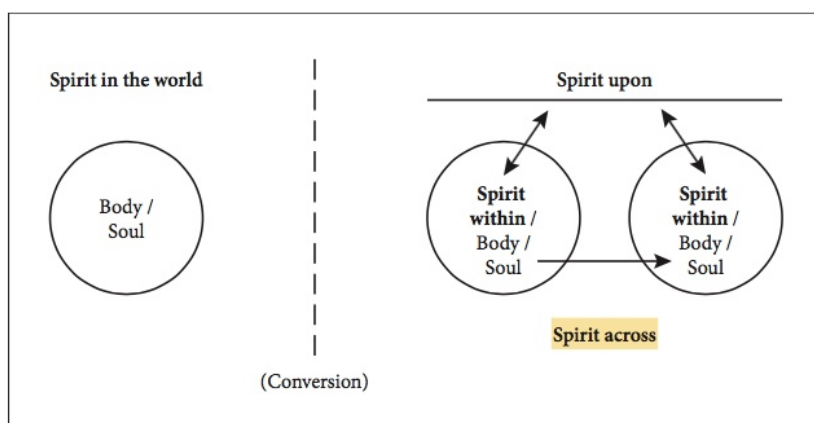 Spirit in the world
Body /
Soul
(Conversion)
Spirit upon
Spirit
within /
Body /
Soul
Spirit
within /
Body /
Soul
Spirit across